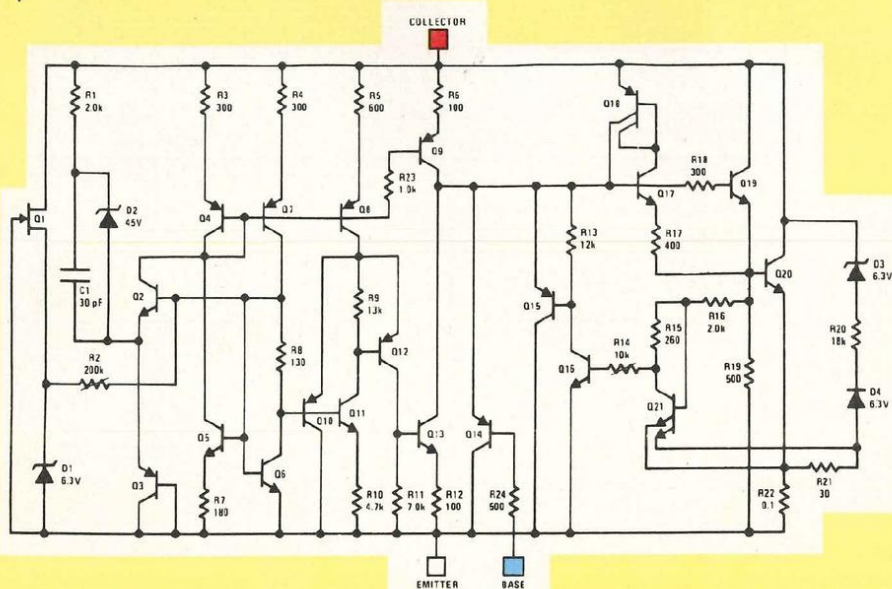 COLLECTOR
R1
2.0k
R3
300
R4
300
R5
600
R6
100
Q18
Q9
R23
1.0k
R18
300
Q19
Q17
D2
45V
Q1
Q4
Q7
Q8
R13
12k
R17
400
Q20
D3
6.3V
C1
30 pF
Q2
R9
13k
Q15
R16
2.0k
R2
200k
R8
130
Q12
R14
10k
R15
260
R20
18k
R19
500
Q16
D4
6.3V
Q10
Q11
Q21
Q5
Q13
Q14
D1
6.3V
Q3
Q6
R7
180
R10
4.7k
R11
7.0k
R12
100
R24
500
R22
0.1
R21
30
EMITTER
BASE